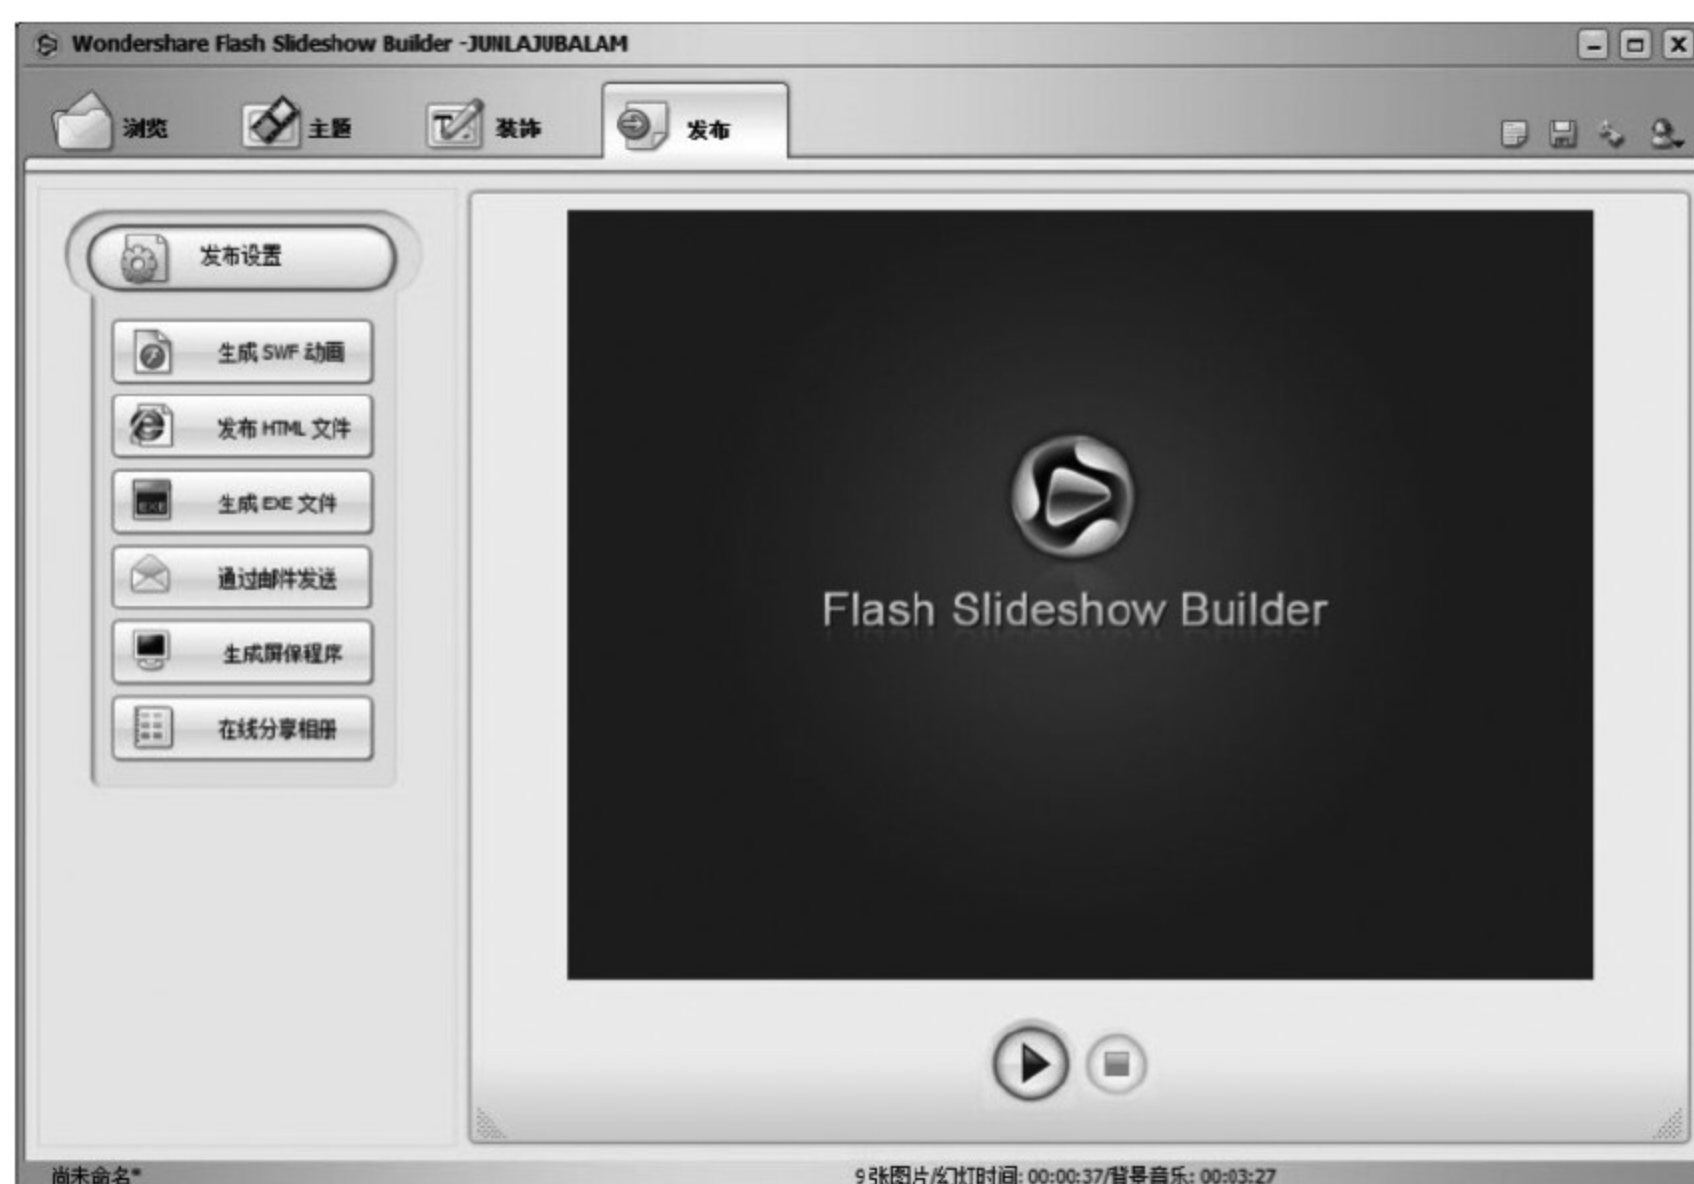 Wondershare Flash Slideshow Builder -JUNLAJUBALAM
浏览 主题 装饰 发布
发布设置
生成 SWF 动画
发布 HTML 文件
生成 EXE 文件
通过邮件发送
生成屏保程序
在线分享相册
Flash Slideshow Builder
尚未命名* 9 张图片/幻灯时间: 00:00:37/背景音乐: 00:03:27